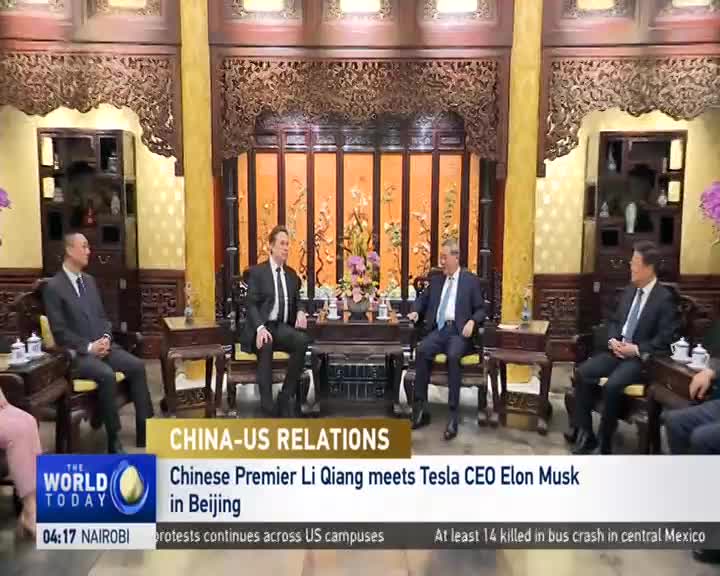 CHINA-US RELATIONS
Chinese Premier Li Qiang meets Tesla CEO Elon Musk
in Beijing
THE
WORLD
TODAY
04:17 NAIROBI
protests continues across US campuses At least 14 killed in bus crash in central Mexico